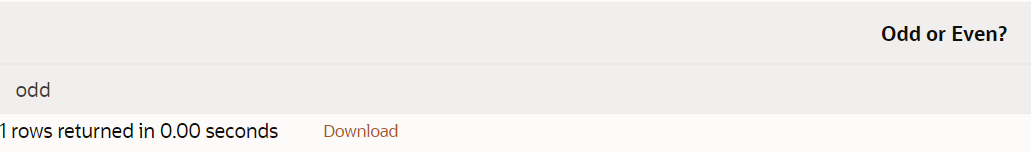 Odd or Even?
odd
1 rows returned in 0.00 seconds Download